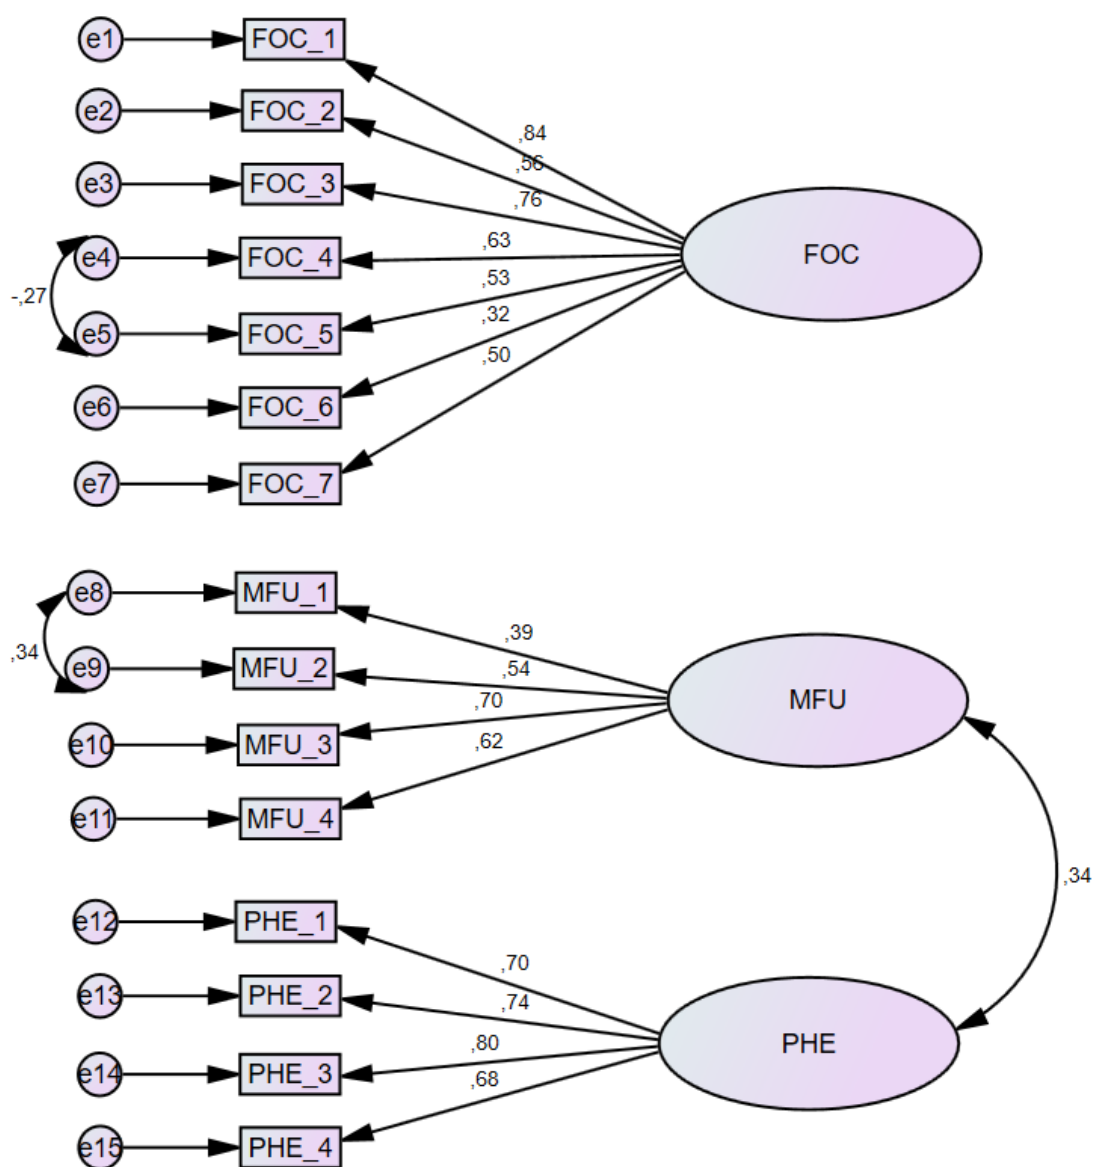 e1
FOC_1
e2
FOC_2
,84
,56
e3
FOC_3
,76
e4
FOC_4
,63
FOC
-,27
,53
e5
FOC_5
,32
e6
FOC_6
,50
e7
FOC_7
e8
MFU_1
,39
,34
e9
MFU_2
,54
MFU
,70
e10
MFU_3
,62
e11
MFU_4
,34
e12
PHE_1
,70
e13
PHE_2
,74
,80
PHE
e14
PHE_3
,68
e15
PHE_4